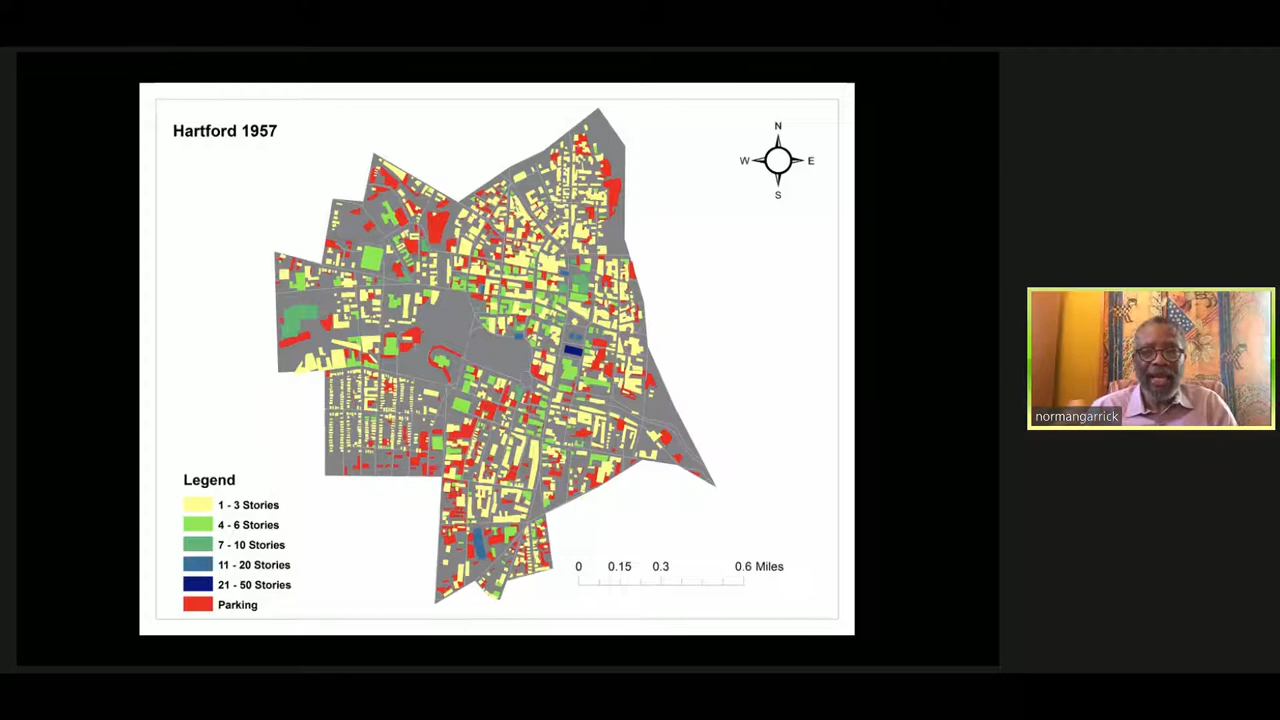 Hartford 1957
N
W
E
S
Legend
1 - 3 Stories
4 - 6 Stories
7 - 10 Stories
11 - 20 Stories
21 - 50 Stories
Parking
0 0.15 0.3 0.6 Miles
normangarrick